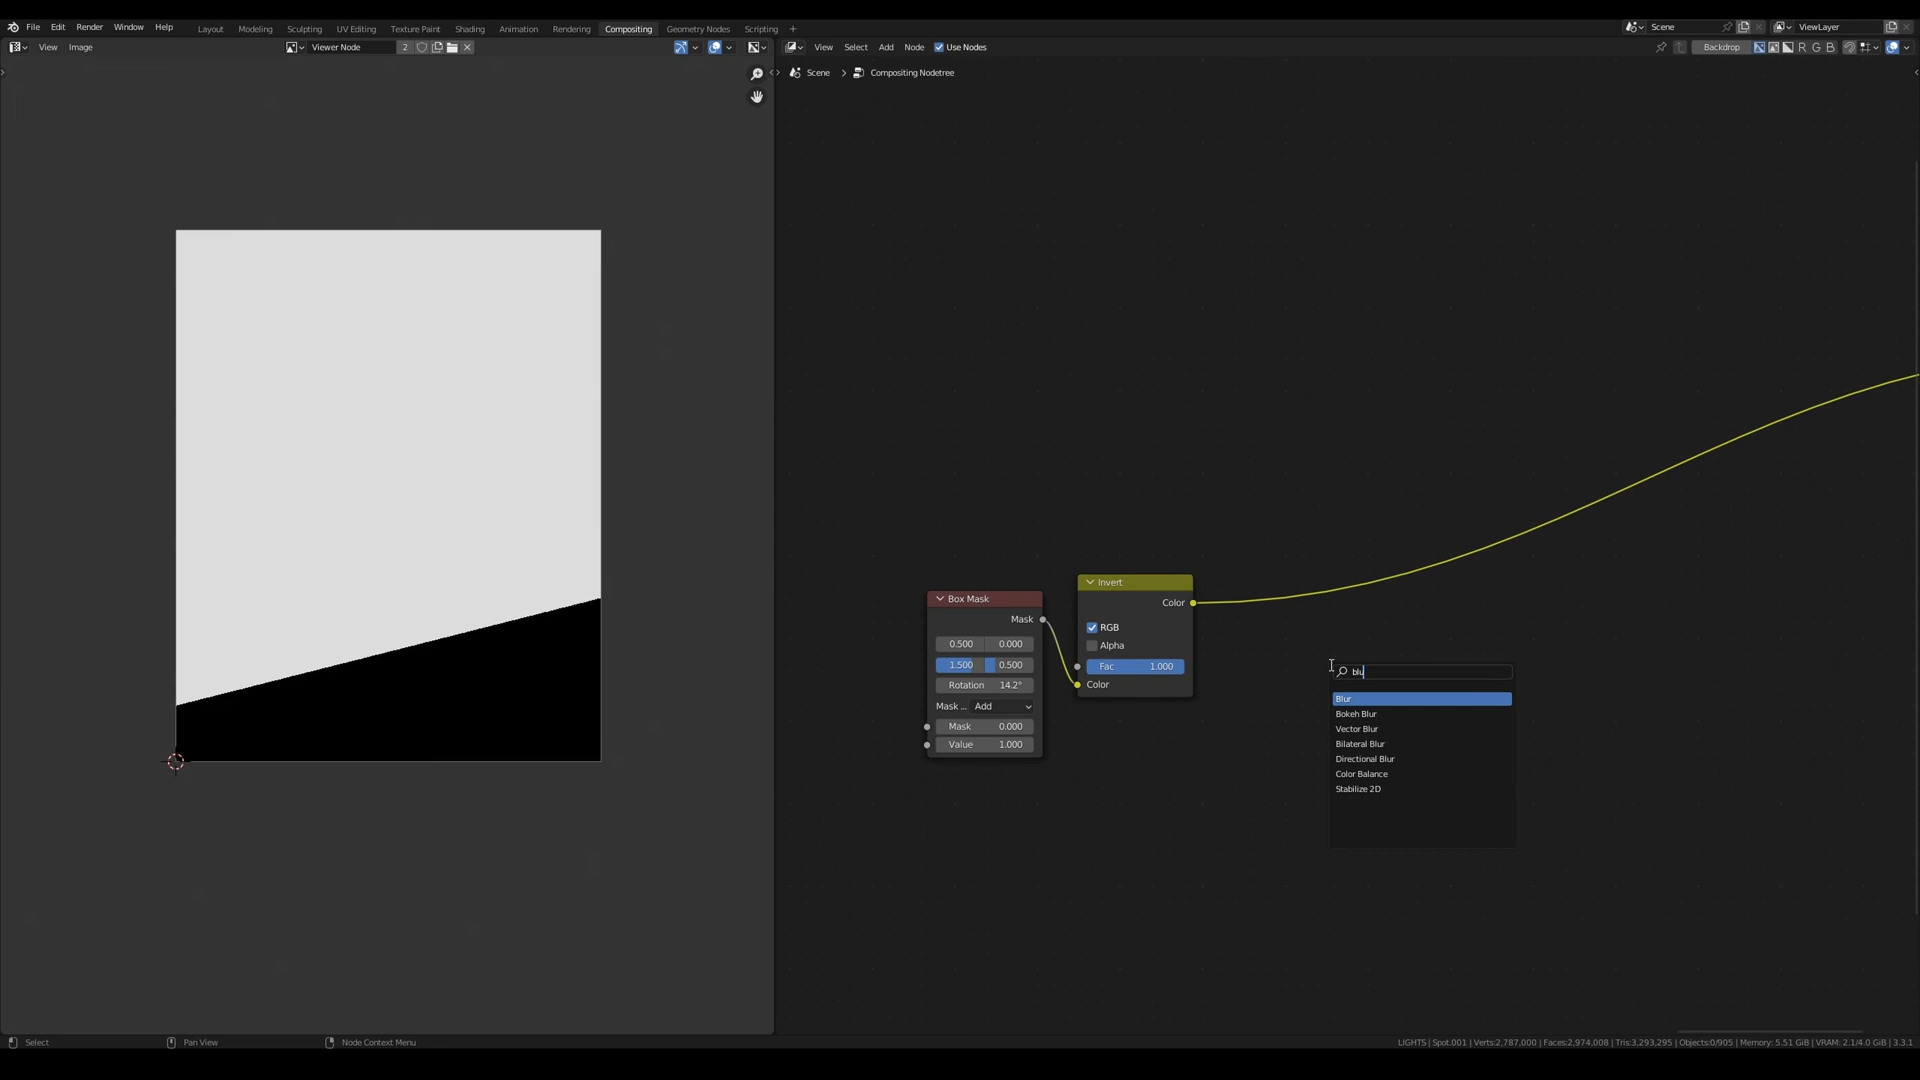 File Edit Render Window Help Layout Modeling Sculpting UV Editing Texture Paint Shading Animation Rendering Compositing Geometry Nodes Scripting + Scene ViewLayer
View Image Viewer Node 2 View Select Add Node Use Nodes Backdrop R G B
Scene > Compositing Nodetree
Invert
Color
RGB
Alpha
Fac 1.000
Color
Box Mask
Mask
0.500 0.000
1.500 0.500
Rotation 14.2°
Mask ... Add
Mask 0.000
Value 1.000
blu
Blur
Bokeh Blur
Vector Blur
Bilateral Blur
Directional Blur
Color Balance
Stabilize 2D
Select Pan View Node Context Menu LIGHTS | Spot.001 | Verts:2,787,000 | Faces:2,974,008 | Tris:3,293,295 | Objects:0/905 | Memory: 5.51 GiB | VRAM: 2.1/4.0 GiB | 3.3.1